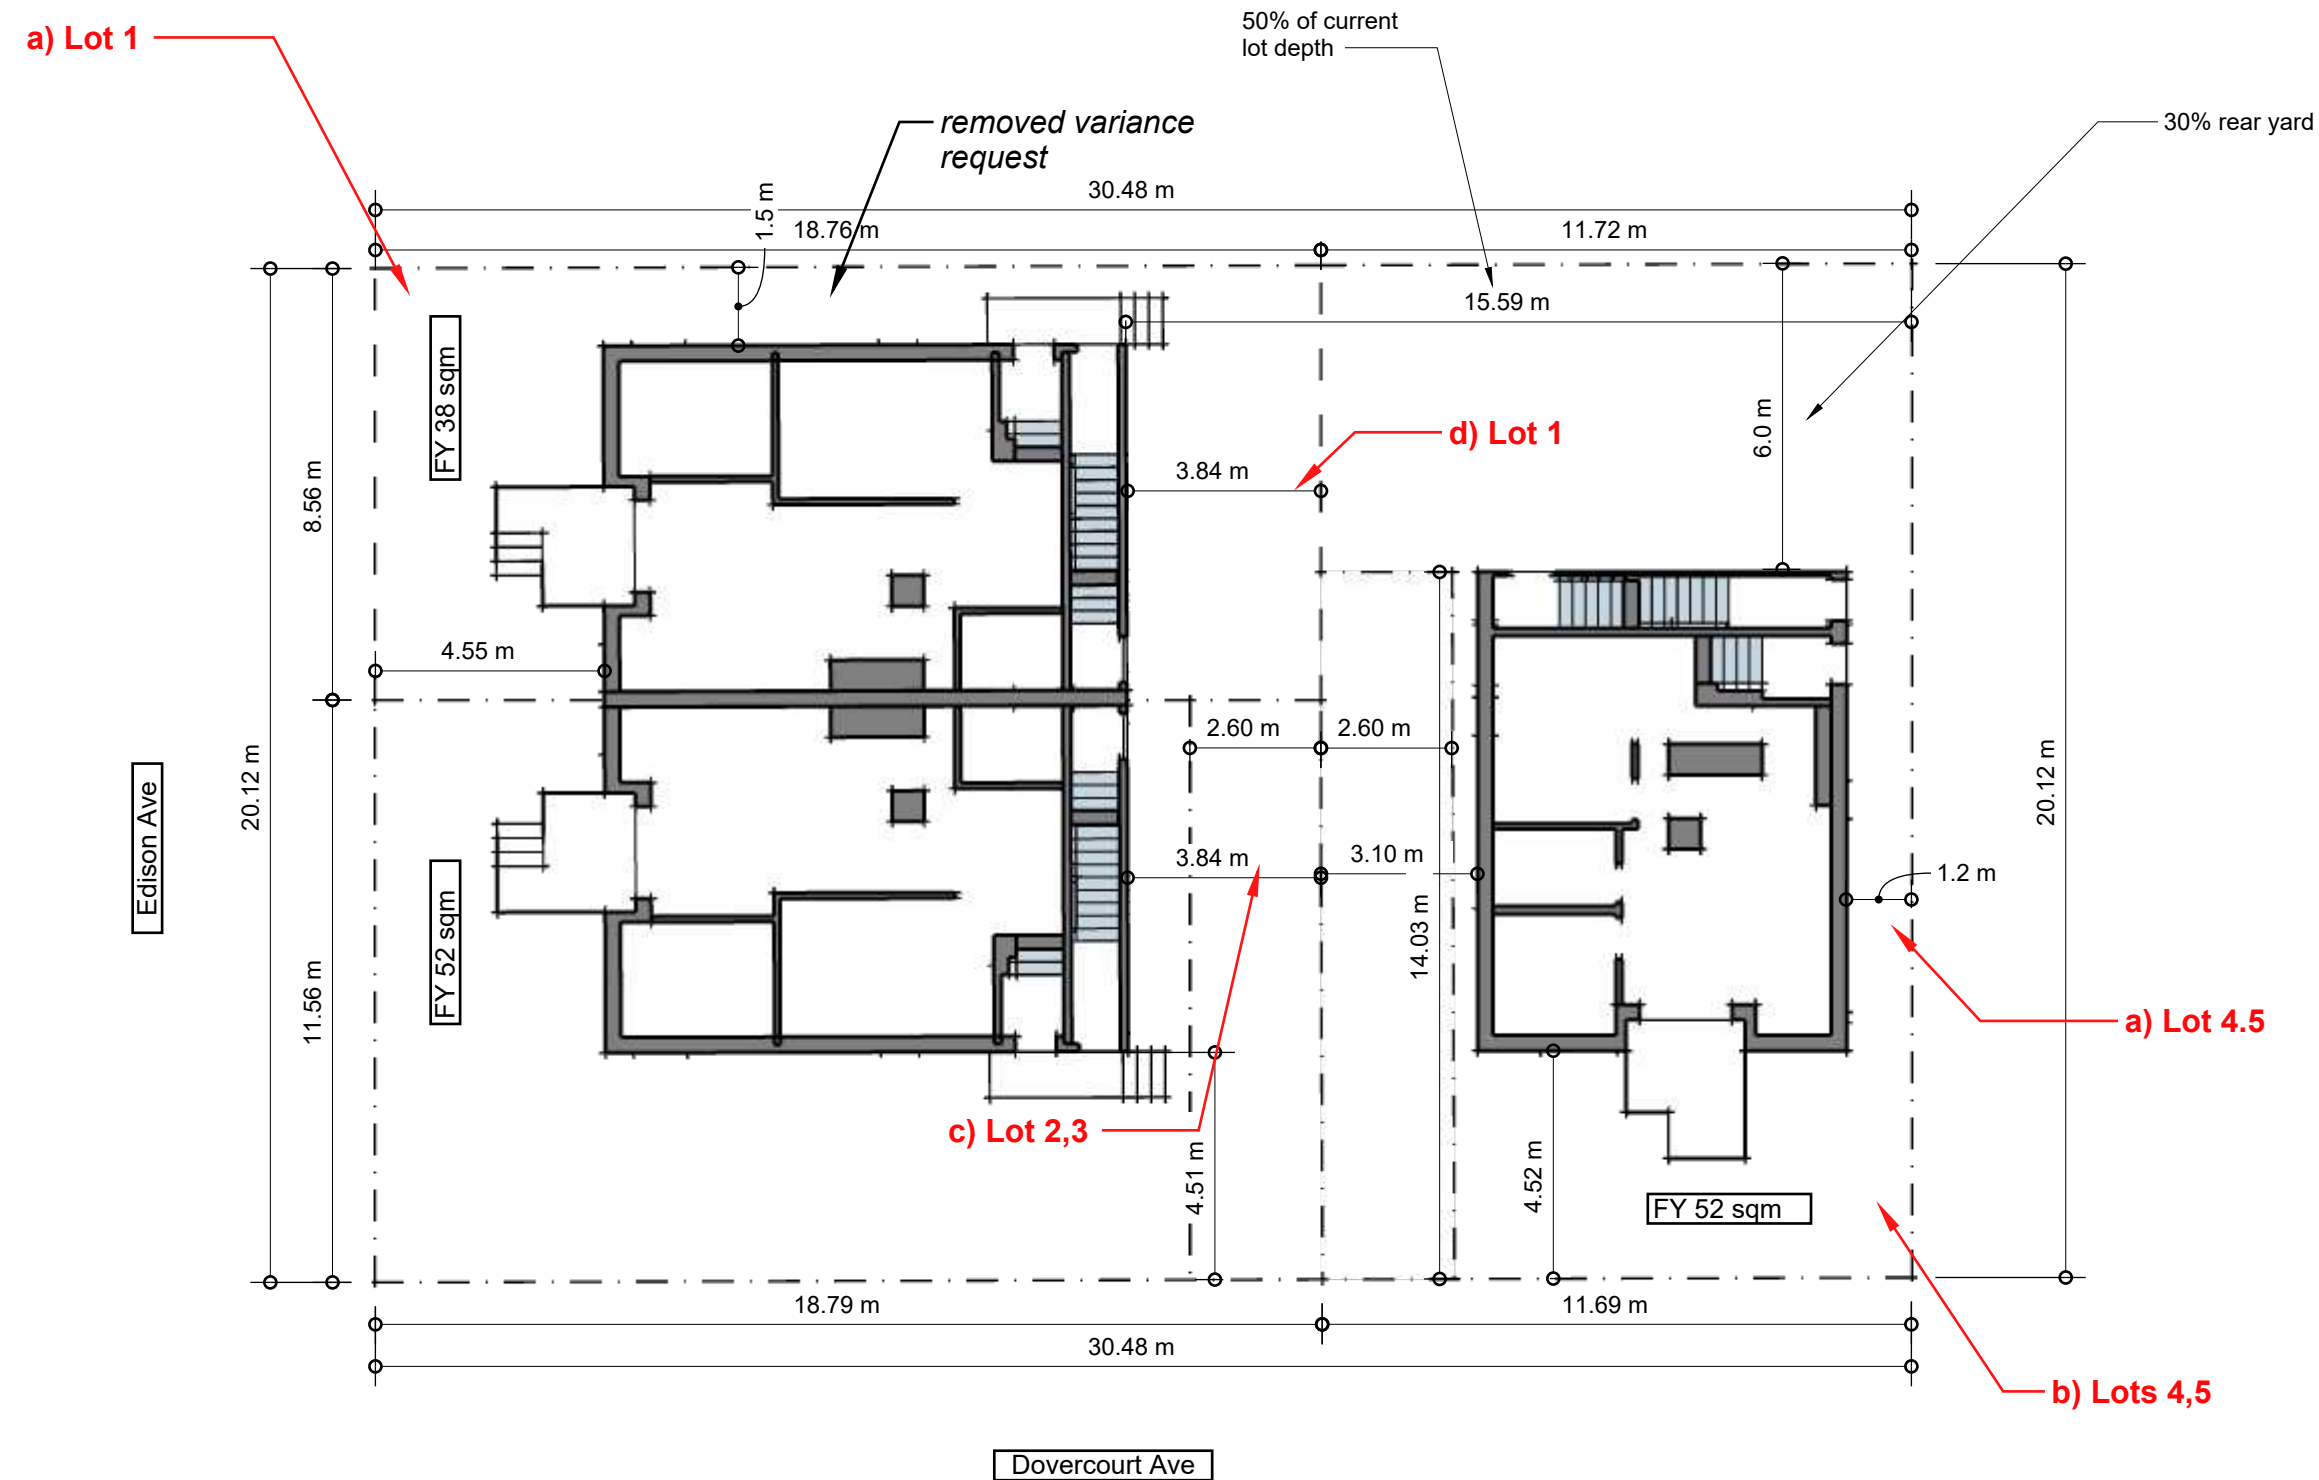 a) Lot 1
50% of current
lot depth
removed variance
request
30% rear yard
30.48 m
1.5 m
18.76 m
11.72 m
15.59 m
FY 38 sqm
6.0 m
d) Lot 1
3.84 m
8.56 m
4.55 m
2.60 m
2.60 m
20.12 m
20.12 m
Edison Ave
3.84 m
3.10 m
1.2 m
14.03 m
FY 52 sqm
11.56 m
a) Lot 4.5
c) Lot 2,3
4.51 m
4.52 m
FY 52 sqm
18.79 m
11.69 m
30.48 m
b) Lots 4,5
Dovercourt Ave